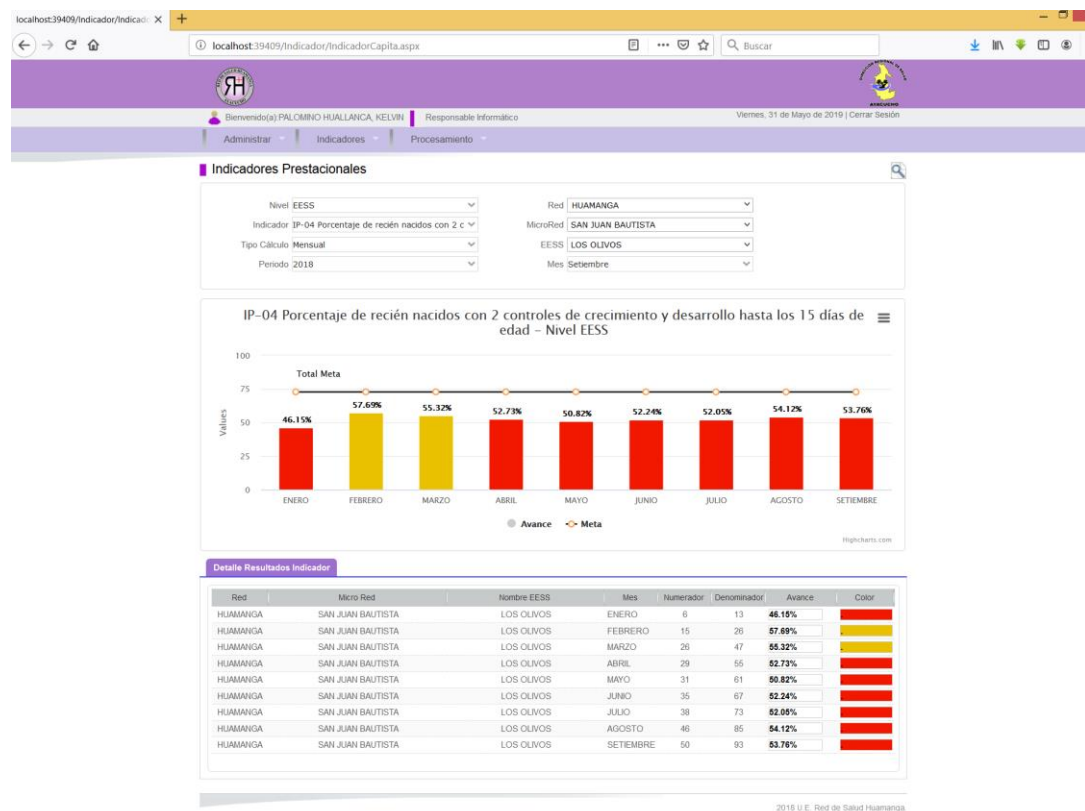 localhost:39409/Indicador/Indicad
localhost:39409/Indicador/IndicadorCapita.aspx
Buscar
AYACUCHO
Bienvenido(a):PALOMINO HUALLANCA, KELVIN
Responsable Informático
Viernes, 31 de Mayo de 2019 | Cerrar Sesión
Administrar
Indicadores
Procesamiento
Indicadores Prestacionales
Nivel EESS Red HUAMANGA
Indicador IP-04 Porcentaje de recién nacidos con 2 c MicroRed SAN JUAN BAUTISTA
Tipo Cálculo Mensual EESS LOS OLIVOS
Periodo 2018 Mes Setiembre
IP-04 Porcentaje de recién nacidos con 2 controles de crecimiento y desarrollo hasta los 15 días de
edad - Nivel EESS
100
75
50
25
0
Values
Total Meta
46.15% 57.69% 55.32% 52.73% 50.82% 52.24% 52.05% 54.12% 53.76%
ENERO FEBRERO MARZO ABRIL MAYO JUNIO JULIO AGOSTO SETIEMBRE
Avance Meta
Highcharts.com
Detalle Resultados Indicador
Red Micro Red Nombre EESS Mes Numerador Denominador Avance Color
HUAMANGA SAN JUAN BAUTISTA LOS OLIVOS ENERO 6 13 46.15%
HUAMANGA SAN JUAN BAUTISTA LOS OLIVOS FEBRERO 15 26 57.69%
HUAMANGA SAN JUAN BAUTISTA LOS OLIVOS MARZO 26 47 55.32%
HUAMANGA SAN JUAN BAUTISTA LOS OLIVOS ABRIL 29 55 52.73%
HUAMANGA SAN JUAN BAUTISTA LOS OLIVOS MAYO 31 61 50.82%
HUAMANGA SAN JUAN BAUTISTA LOS OLIVOS JUNIO 35 67 52.24%
HUAMANGA SAN JUAN BAUTISTA LOS OLIVOS JULIO 38 73 52.05%
HUAMANGA SAN JUAN BAUTISTA LOS OLIVOS AGOSTO 46 85 54.12%
HUAMANGA SAN JUAN BAUTISTA LOS OLIVOS SETIEMBRE 50 93 53.76%
2018 U.E. Red de Salud Huamanga